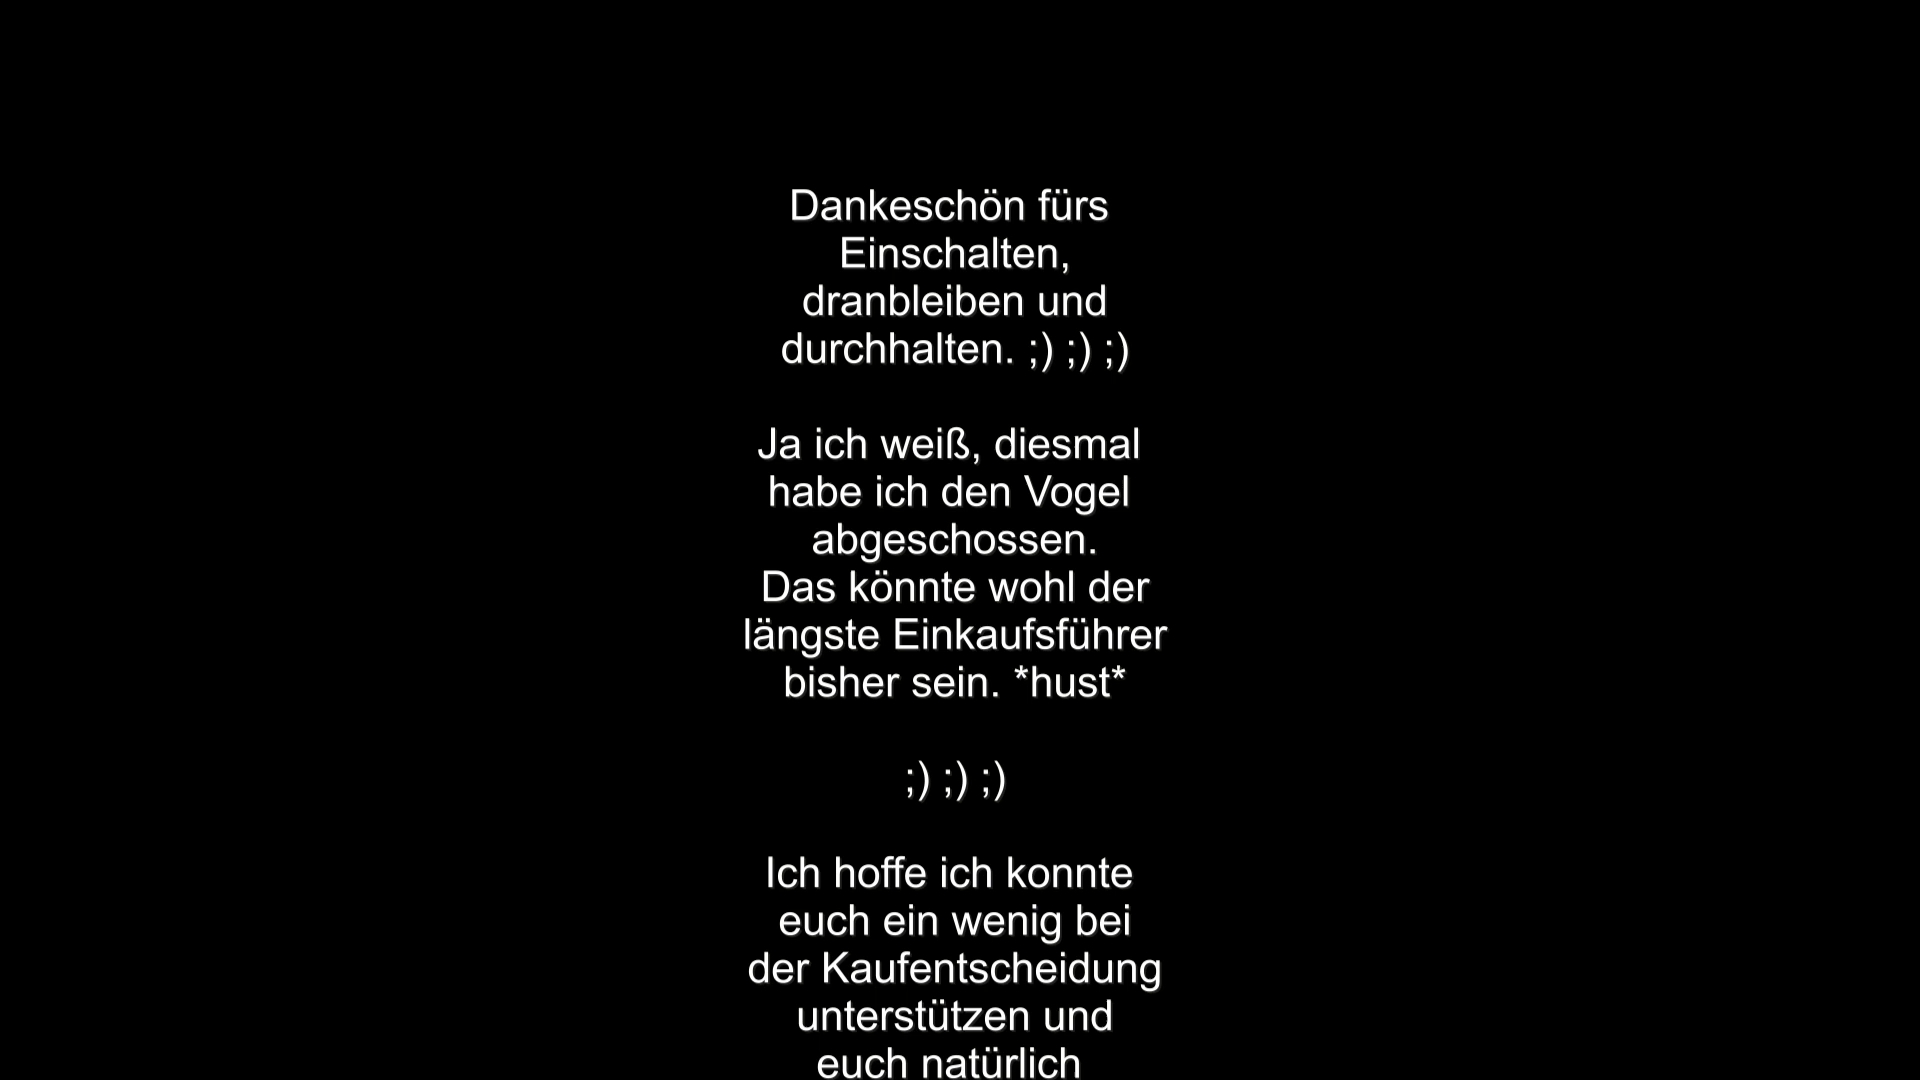 Dankeschön fürs
Einschalten,
dranbleiben und
durchhalten. ;) ;) ;)
Ja ich weiß, diesmal
habe ich den Vogel
abgeschossen.
Das könnte wohl der
längste Einkaufsführer
bisher sein. *hust*
;) ;) ;)
Ich hoffe ich konnte
euch ein wenig bei
der Kaufentscheidung
unterstützen und
euch natürlich